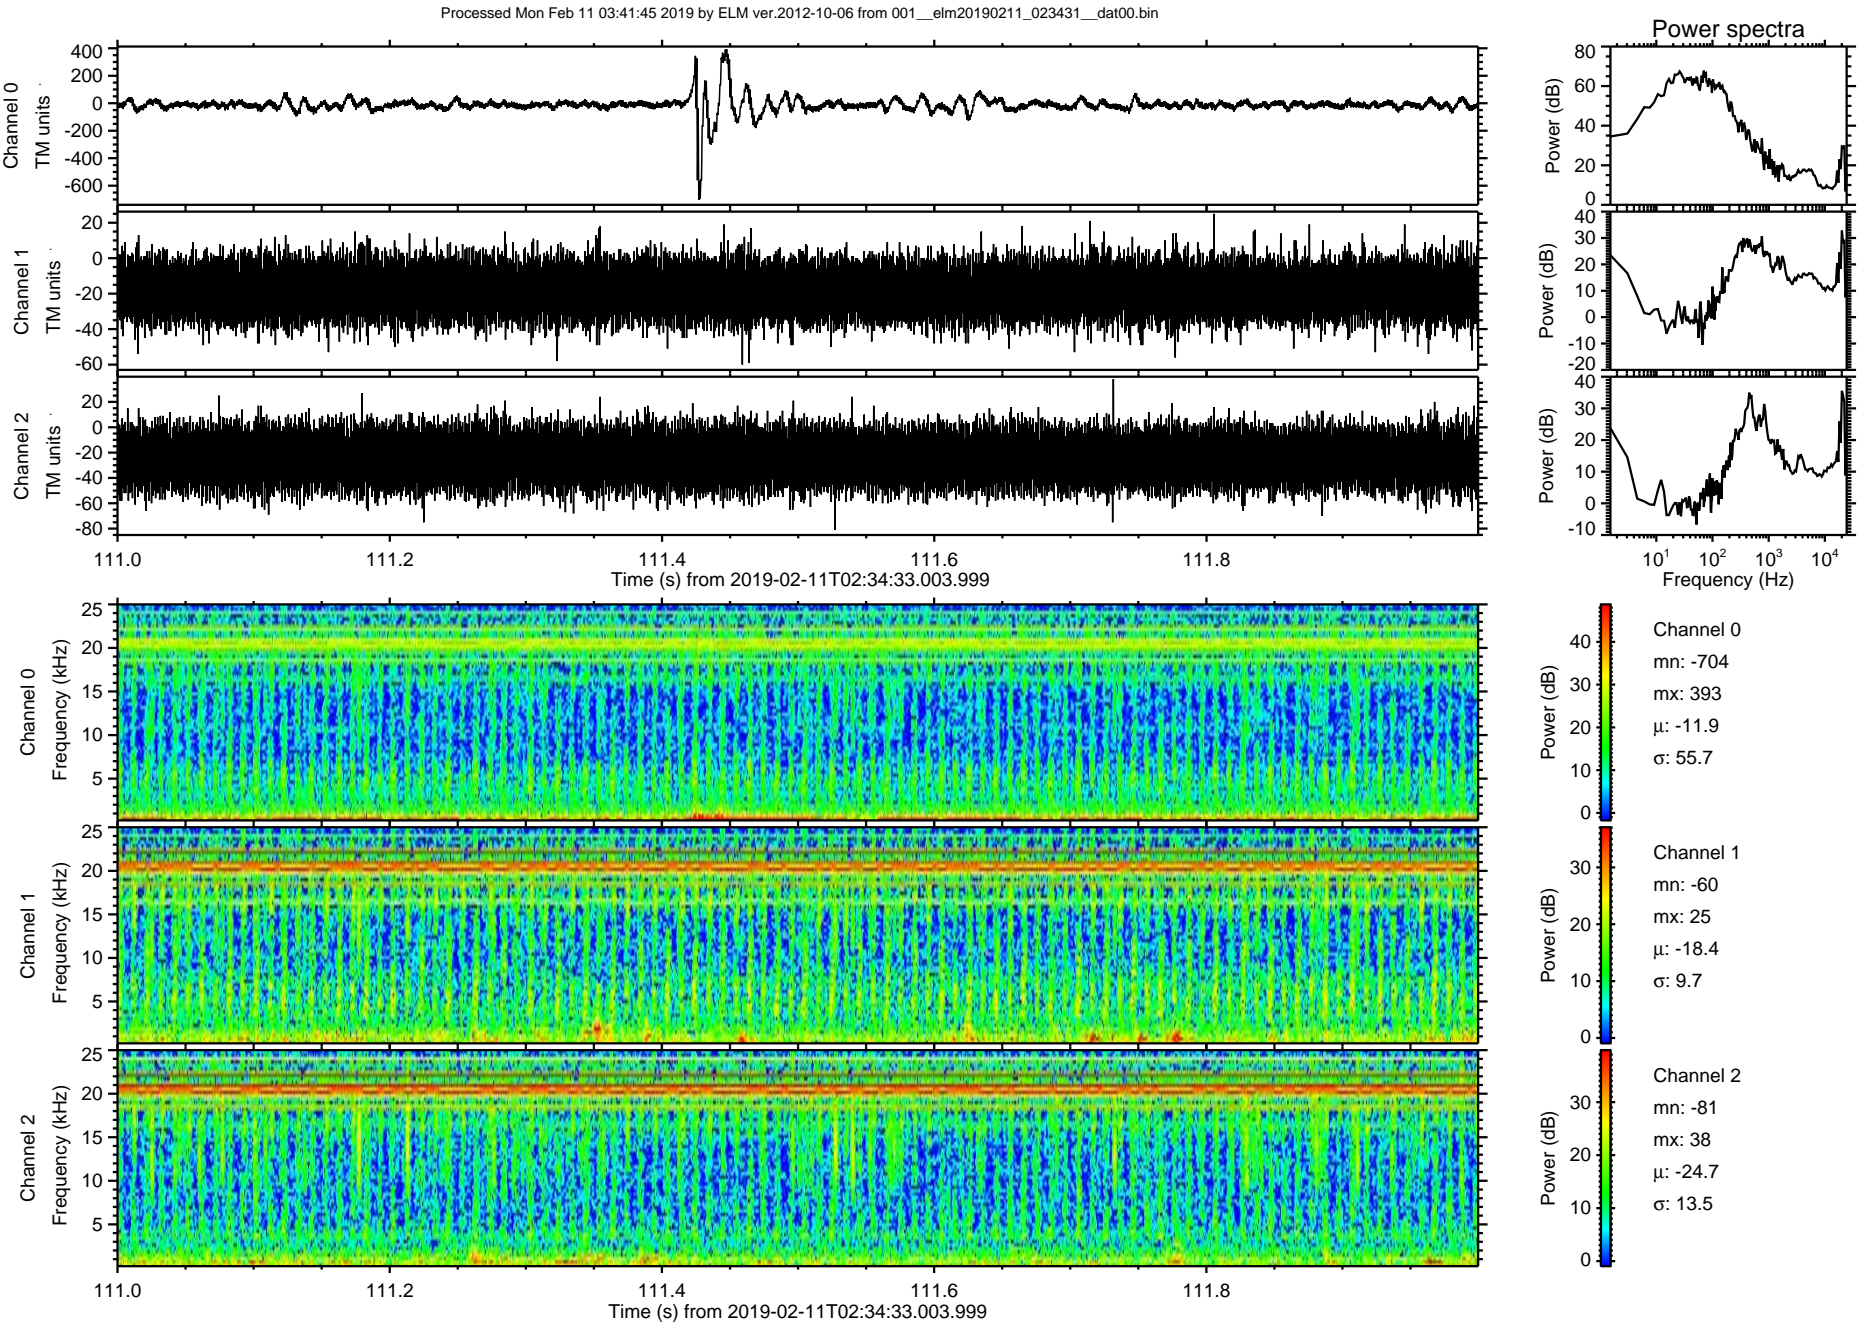 Processed Mon Feb 11 03:41:45 2019 by ELM ver.2012-10-06 from 001__elm20190211_023431__dat00.bin
Power spectra
Channel 0
TM units
400
200
0
-200
-400
-600
Power (dB)
80
60
40
20
0
Channel 1
TM units
20
0
-20
-40
-60
Power (dB)
40
30
20
10
0
-10
-20
Channel 2
TM units
20
0
-20
-40
-60
-80
Power (dB)
40
30
20
10
0
-10
111.0 111.2 111.4 111.6 111.8
Time (s) from 2019-02-11T02:34:33.003.999
10^1 10^2 10^3 10^4
Frequency (Hz)
Channel 0
Frequency (kHz)
25
20
15
10
5
Power (dB)
40
30
20
10
0
Channel 0
mn: -704
mx: 393
μ: -11.9
σ: 55.7
Channel 1
Frequency (kHz)
25
20
15
10
5
Power (dB)
30
20
10
0
Channel 1
mn: -60
mx: 25
μ: -18.4
σ: 9.7
Channel 2
Frequency (kHz)
25
20
15
10
5
Power (dB)
30
20
10
0
Channel 2
mn: -81
mx: 38
μ: -24.7
σ: 13.5
111.0 111.2 111.4 111.6 111.8
Time (s) from 2019-02-11T02:34:33.003.999